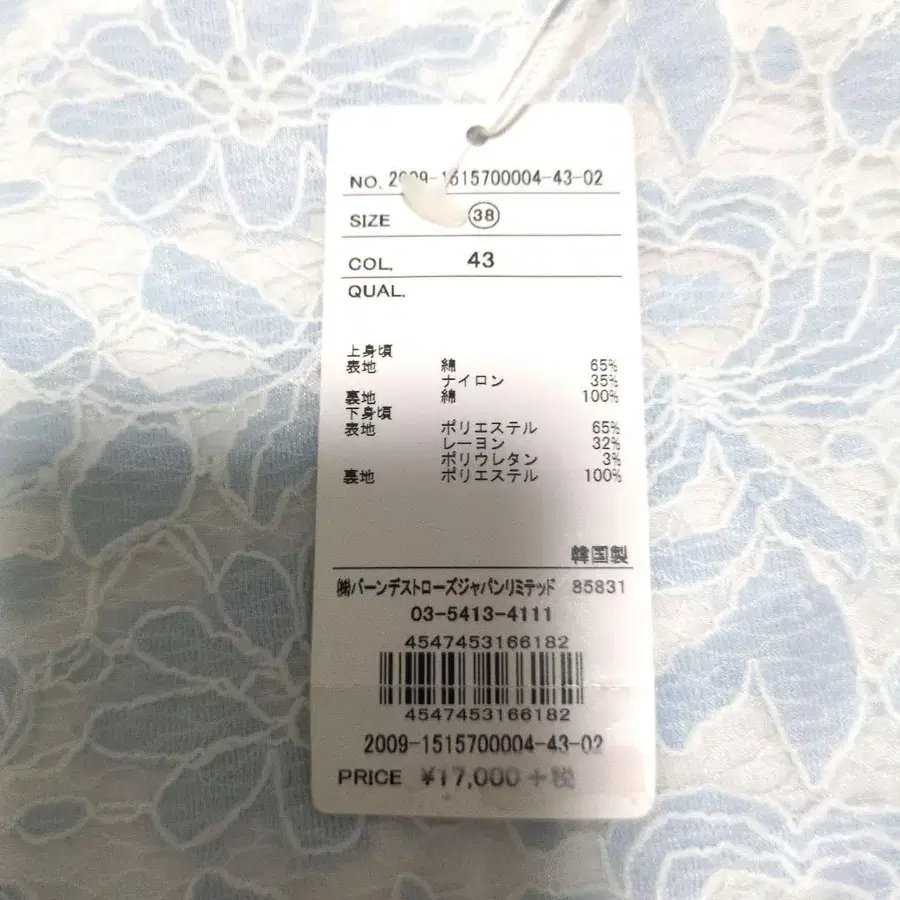 NO. 2009-1515700004-43-02
SIZE 38
COL. 43
QUAL.
上身頃
表地 綿 65%
ナイロン 35%
裏地 綿 100%
下身頃
表地 ポリエステル 65%
レーヨン 32%
ポリウレタン 3%
裏地 ポリエステル 100%
韓国製
㈱バーンデストローズジャパンリミテッド 85831
03-5413-4111
4547453166182
4547453166182
2009-1515700004-43-02
PRICE ¥17,000+税